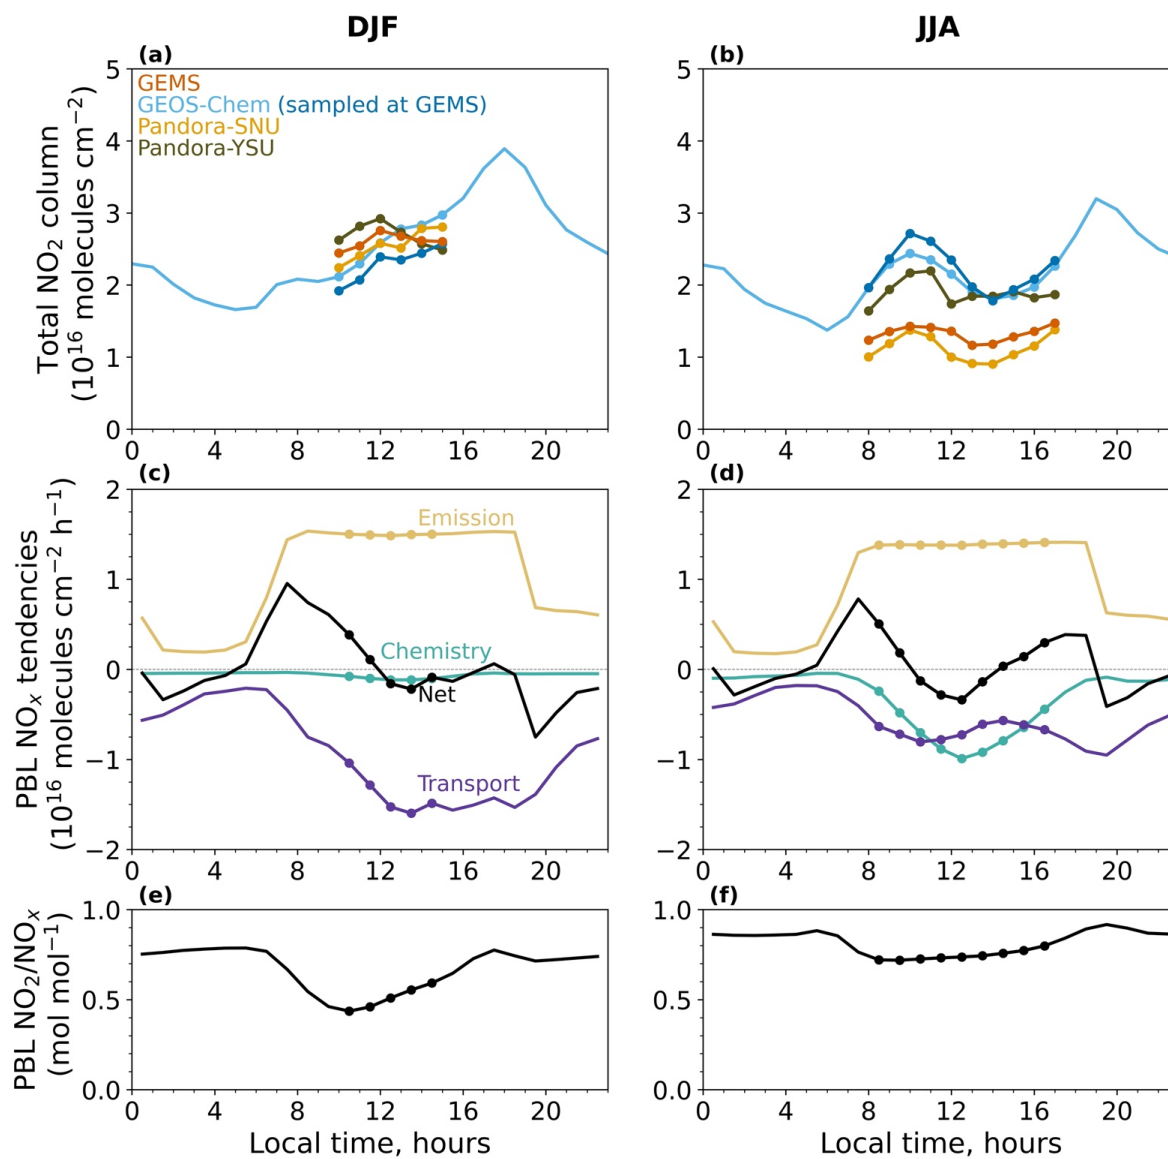 DJF
JJA
(a)
(b)
GEMS
GEOS-Chem (sampled at GEMS)
Pandora-SNU
Pandora-YSU
Total NO₂ column
(10¹⁶ molecules cm⁻²)
5
4
3
2
1
0
0 4 8 12 16 20
5
4
3
2
1
0
0 4 8 12 16 20
(c)
(d)
PBL NOₓ tendencies
(10¹⁶ molecules cm⁻² h⁻¹)
2
1
0
−1
−2
Emission
Chemistry
Net
Transport
0 4 8 12 16 20
2
1
0
−1
−2
0 4 8 12 16 20
(e)
(f)
PBL NO₂/NOₓ
(mol mol⁻¹)
1.0
0.5
0.0
0 4 8 12 16 20
Local time, hours
1.0
0.5
0.0
0 4 8 12 16 20
Local time, hours